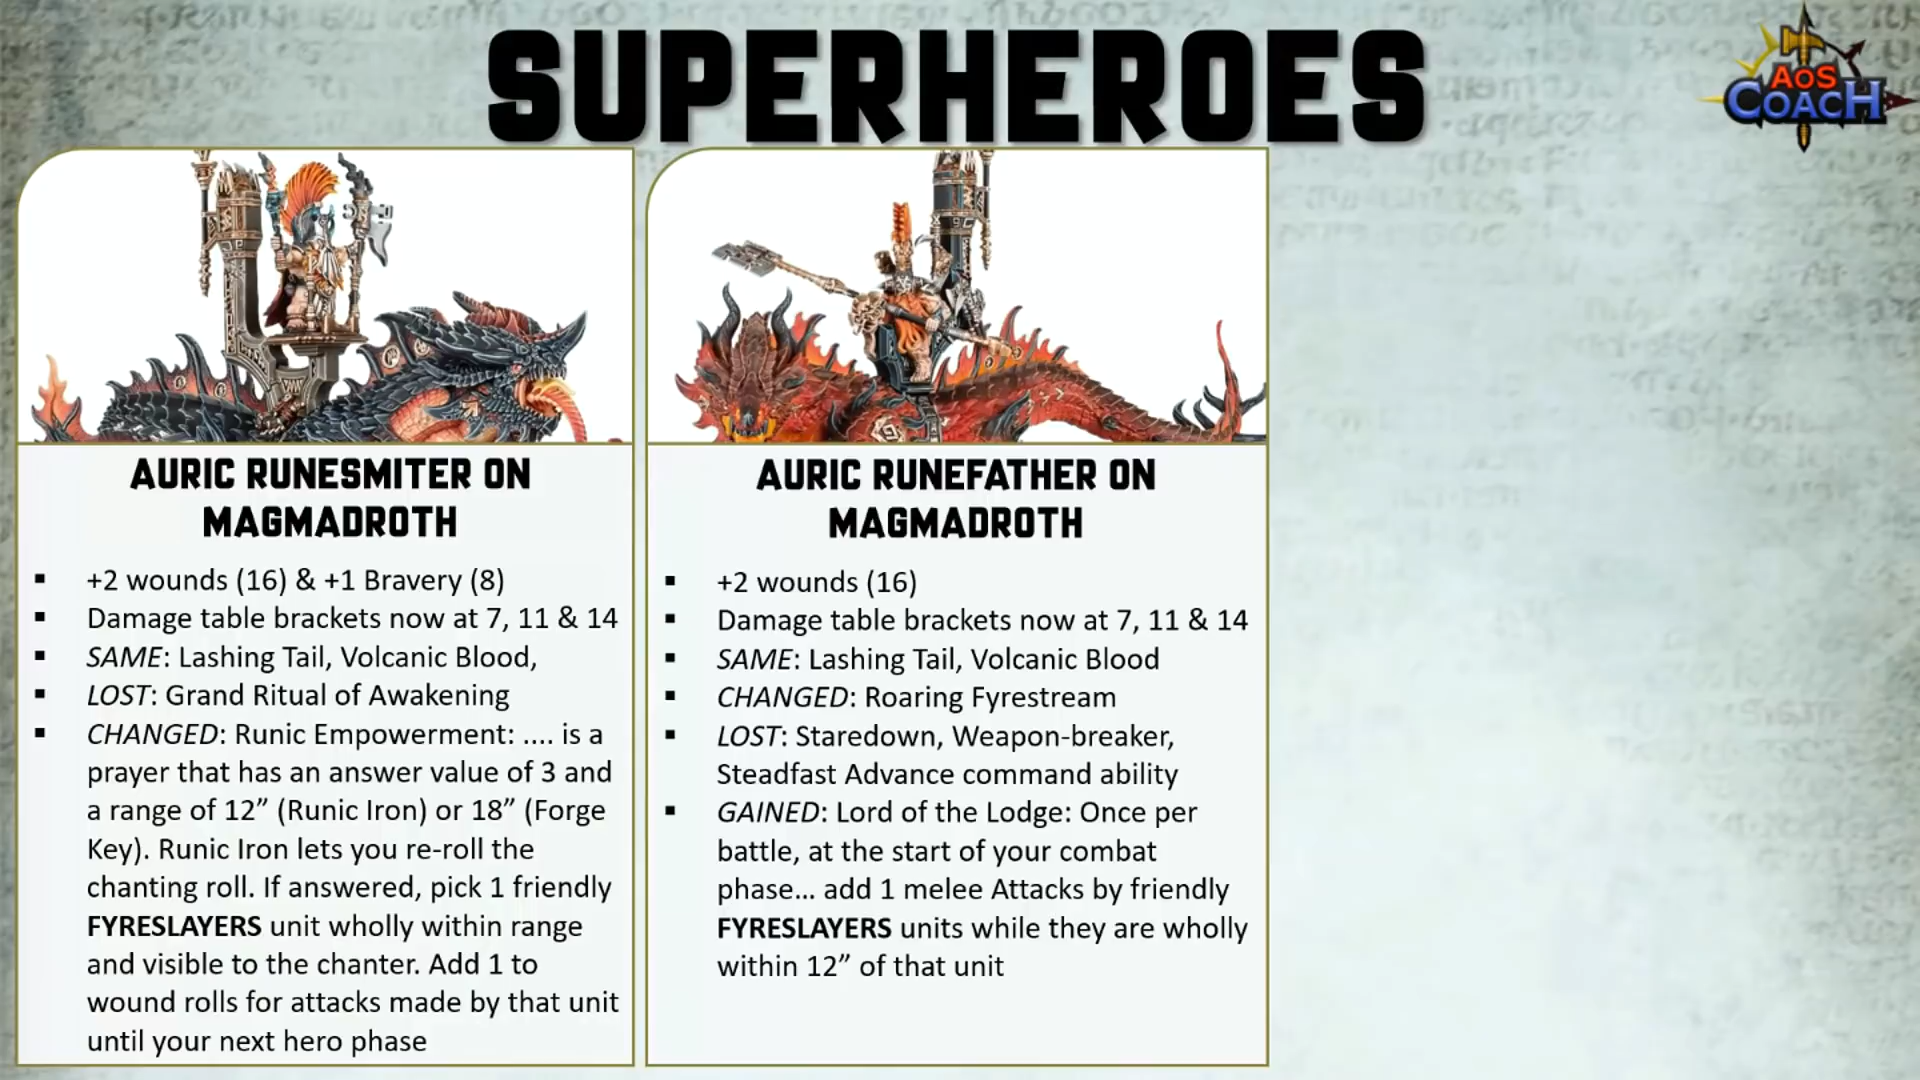 SUPERHEROES
AoS
COACH
AURIC RUNESMITER ON
MAGMADROTH
▪ +2 wounds (16) & +1 Bravery (8)
▪ Damage table brackets now at 7, 11 & 14
▪ SAME: Lashing Tail, Volcanic Blood,
▪ LOST: Grand Ritual of Awakening
▪ CHANGED: Runic Empowerment: .... is a
prayer that has an answer value of 3 and
a range of 12” (Runic Iron) or 18” (Forge
Key). Runic Iron lets you re-roll the
chanting roll. If answered, pick 1 friendly
FYRESLAYERS unit wholly within range
and visible to the chanter. Add 1 to
wound rolls for attacks made by that unit
until your next hero phase
AURIC RUNEFATHER ON
MAGMADROTH
▪ +2 wounds (16)
▪ Damage table brackets now at 7, 11 & 14
▪ SAME: Lashing Tail, Volcanic Blood
▪ CHANGED: Roaring Fyrestream
▪ LOST: Staredown, Weapon-breaker,
Steadfast Advance command ability
▪ GAINED: Lord of the Lodge: Once per
battle, at the start of your combat
phase… add 1 melee Attacks by friendly
FYRESLAYERS units while they are wholly
within 12” of that unit